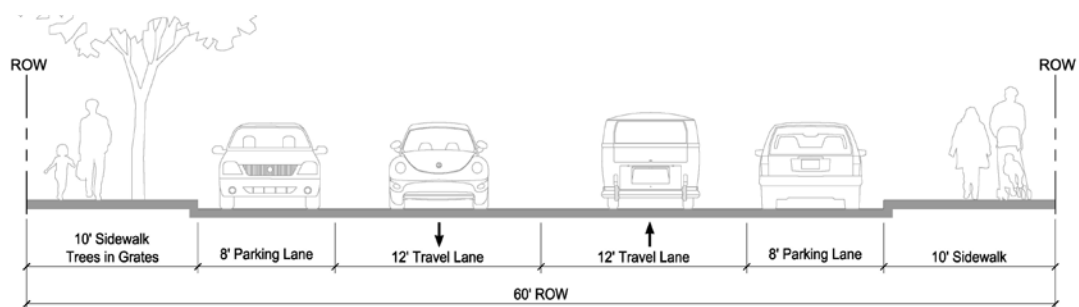 ROW
ROW
10' Sidewalk
Trees in Grates
8' Parking Lane
12' Travel Lane
12' Travel Lane
8' Parking Lane
10' Sidewalk
60' ROW